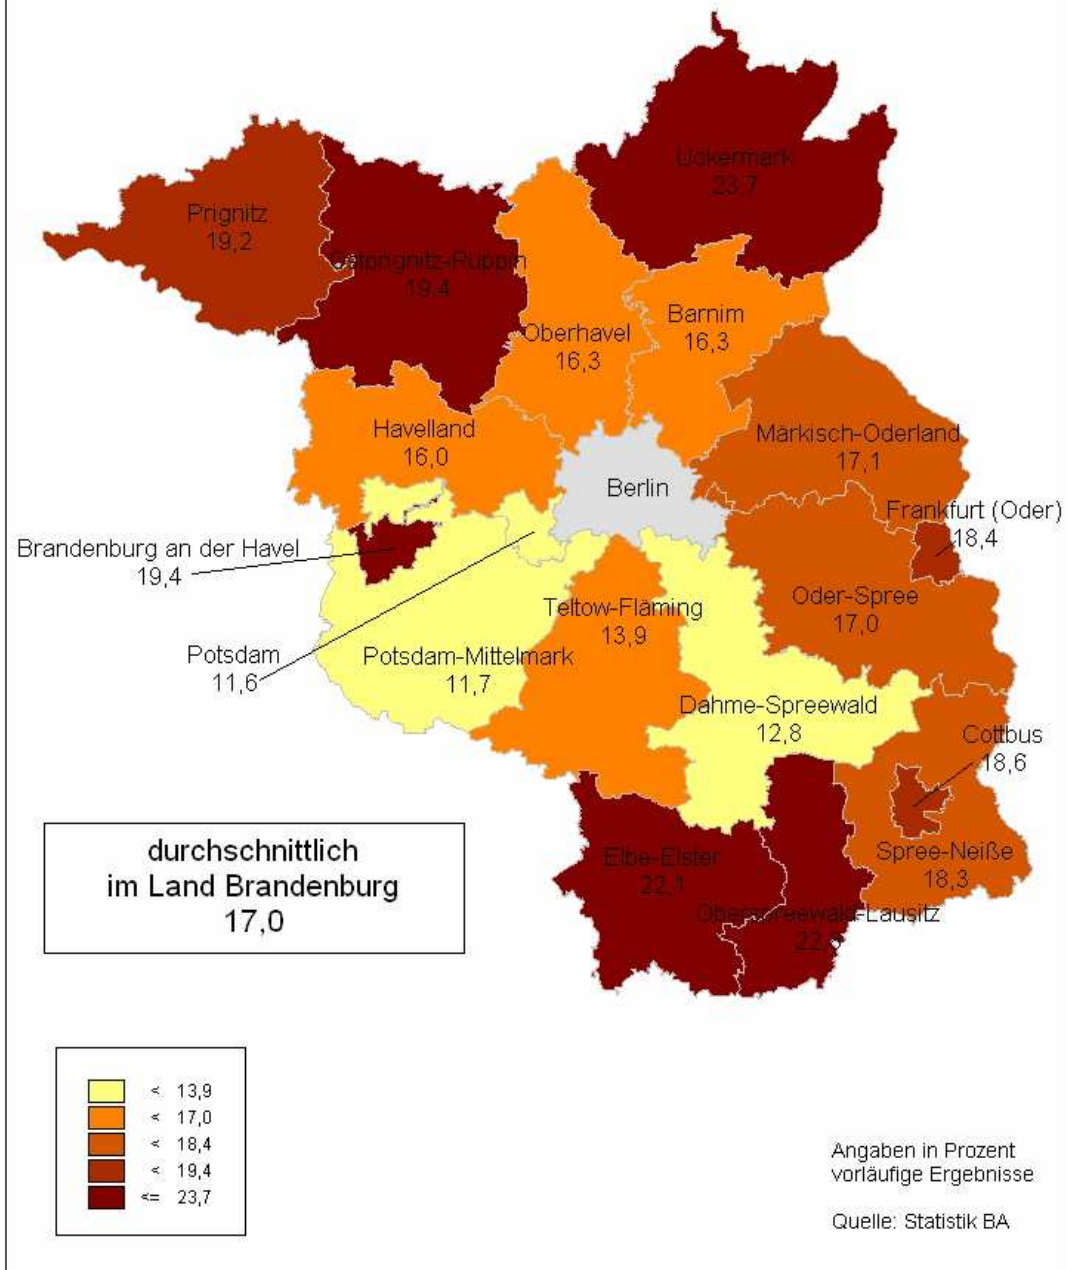 Uckermark
23,7
Prignitz
19,2
Ostprignitz-Ruppin
19,4
Barnim
16,3
Oberhavel
16,3
Havelland
16,0
Märkisch-Oderland
17,1
Berlin
Frankfurt (Oder)
18,4
Brandenburg an der Havel
19,4
Oder-Spree
17,0
Teltow-Fläming
13,9
Potsdam
11,6
Potsdam-Mittelmark
11,7
Dahme-Spreewald
12,8
Cottbus
18,6
Elbe-Elster
22,1
Spree-Neiße
18,3
Oberspreewald-Lausitz
durchschnittlich
im Land Brandenburg
17,0
< 13,9
< 17,0
< 18,4
< 19,4
<= 23,7
Angaben in Prozent
vorläufige Ergebnisse
Quelle: Statistik BA